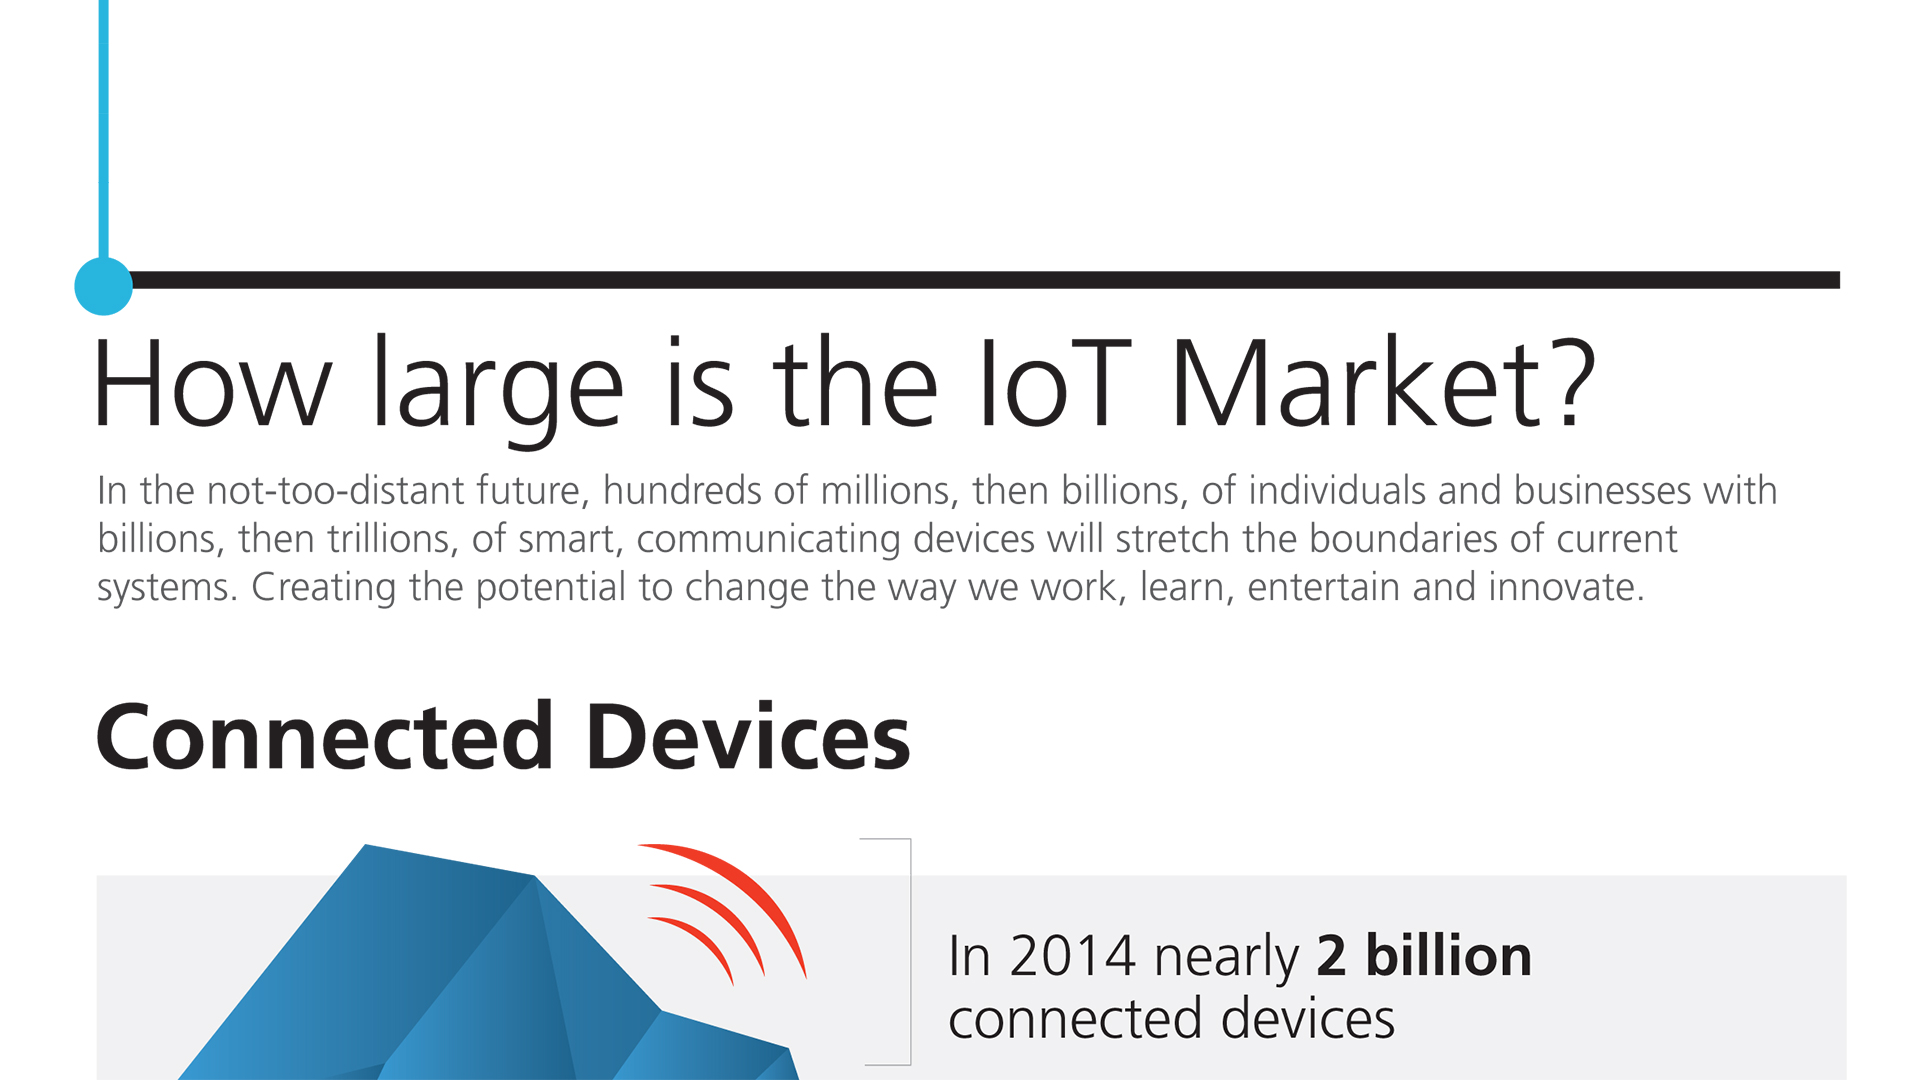 How large is the IoT Market?
In the not-too-distant future, hundreds of millions, then billions, of individuals and businesses with
billions, then trillions, of smart, communicating devices will stretch the boundaries of current
systems. Creating the potential to change the way we work, learn, entertain and innovate.
Connected Devices
In 2014 nearly 2 billion
connected devices